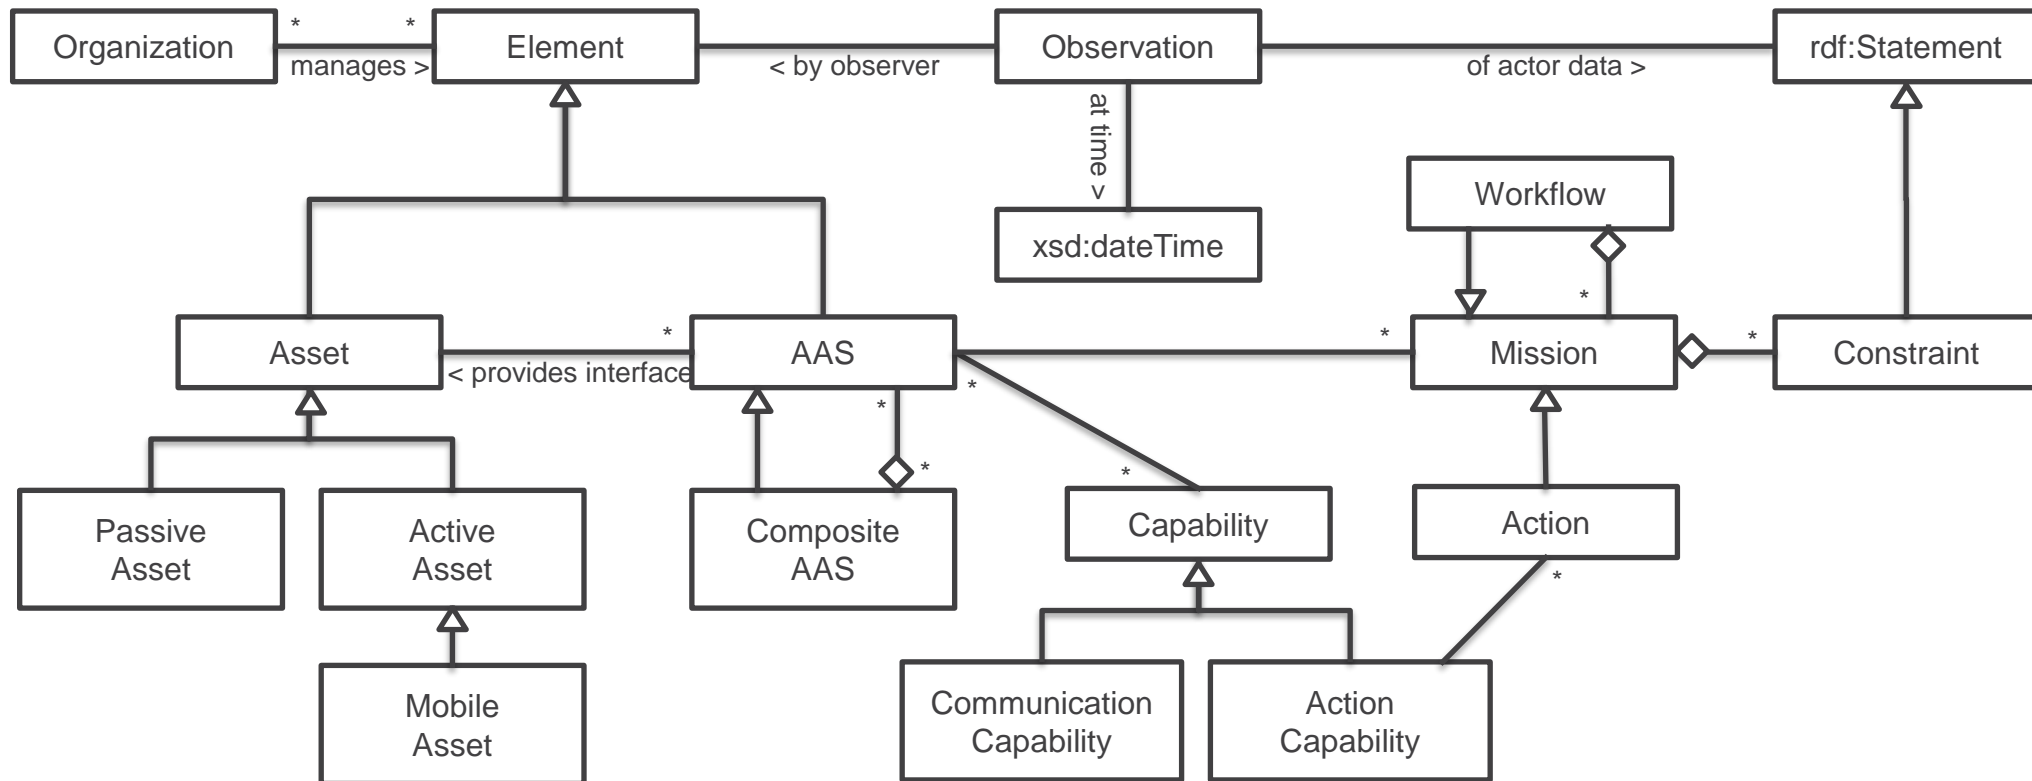 Organization
*
*
manages >
Element
< by observer
Observation
of actor data >
rdf:Statement
at time >
xsd:dateTime
Workflow
*
Asset
*
< provides interface
AAS
*
Mission
*
Constraint
*
*
*
*
Passive
Asset
Active
Asset
Composite
AAS
Capability
Action
*
Mobile
Asset
Communication
Capability
Action
Capability